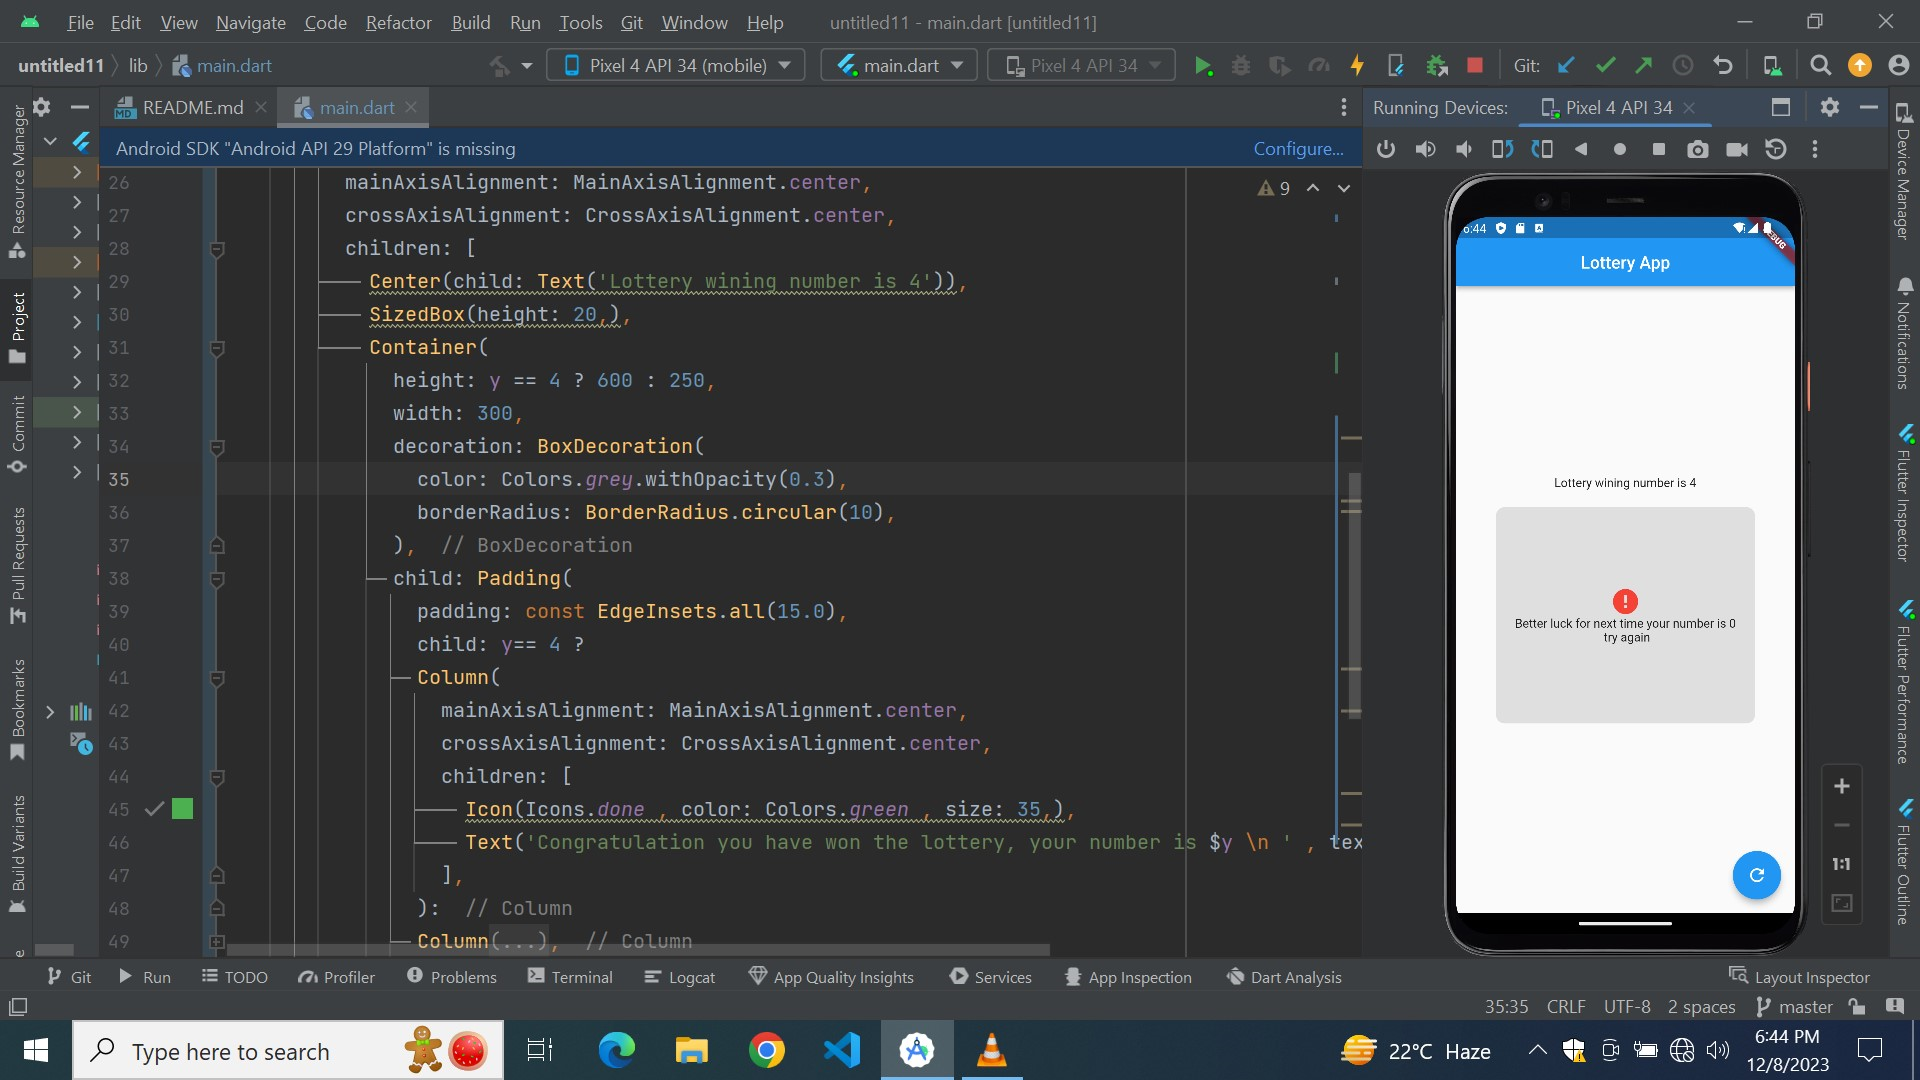 File Edit View Navigate Code Refactor Build Run Tools Git Window Help untitled11 - main.dart [untitled11]
untitled11 lib main.dart Pixel 4 API 34 (mobile) main.dart Pixel 4 API 34 Git:
README.md main.dart Running Devices: Pixel 4 API 34
Android SDK "Android API 29 Platform" is missing Configure...
26 mainAxisAlignment: MainAxisAlignment.center,
9
27 crossAxisAlignment: CrossAxisAlignment.center,
28 children: [
29 Center(child: Text('Lottery wining number is 4')),
30 SizedBox(height: 20,),
31 Container(
32 height: y == 4 ? 600 : 250,
33 width: 300,
34 decoration: BoxDecoration(
35 color: Colors.grey.withOpacity(0.3),
36 borderRadius: BorderRadius.circular(10),
37 ), // BoxDecoration
38 child: Padding(
39 padding: const EdgeInsets.all(15.0),
40 child: y== 4 ?
41 Column(
42 mainAxisAlignment: MainAxisAlignment.center,
43 crossAxisAlignment: CrossAxisAlignment.center,
44 children: [
45 Icon(Icons.done , color: Colors.green , size: 35,),
46 Text('Congratulation you have won the lottery, your number is $y \n ' , tex
47 ],
48 ): // Column
49 Column(...), // Column
6:44
DEBUG
Lottery App
Lottery wining number is 4
Better luck for next time your number is 0
try again
1:1
Resource Manager
Project
Commit
Pull Requests
Bookmarks
Build Variants
Device Manager
Notifications
Flutter Inspector
Flutter Performance
Flutter Outline
Git Run TODO Profiler Problems Terminal Logcat App Quality Insights Services App Inspection Dart Analysis Layout Inspector
35:35 CRLF UTF-8 2 spaces master
Type here to search
22°C Haze
6:44 PM
12/8/2023